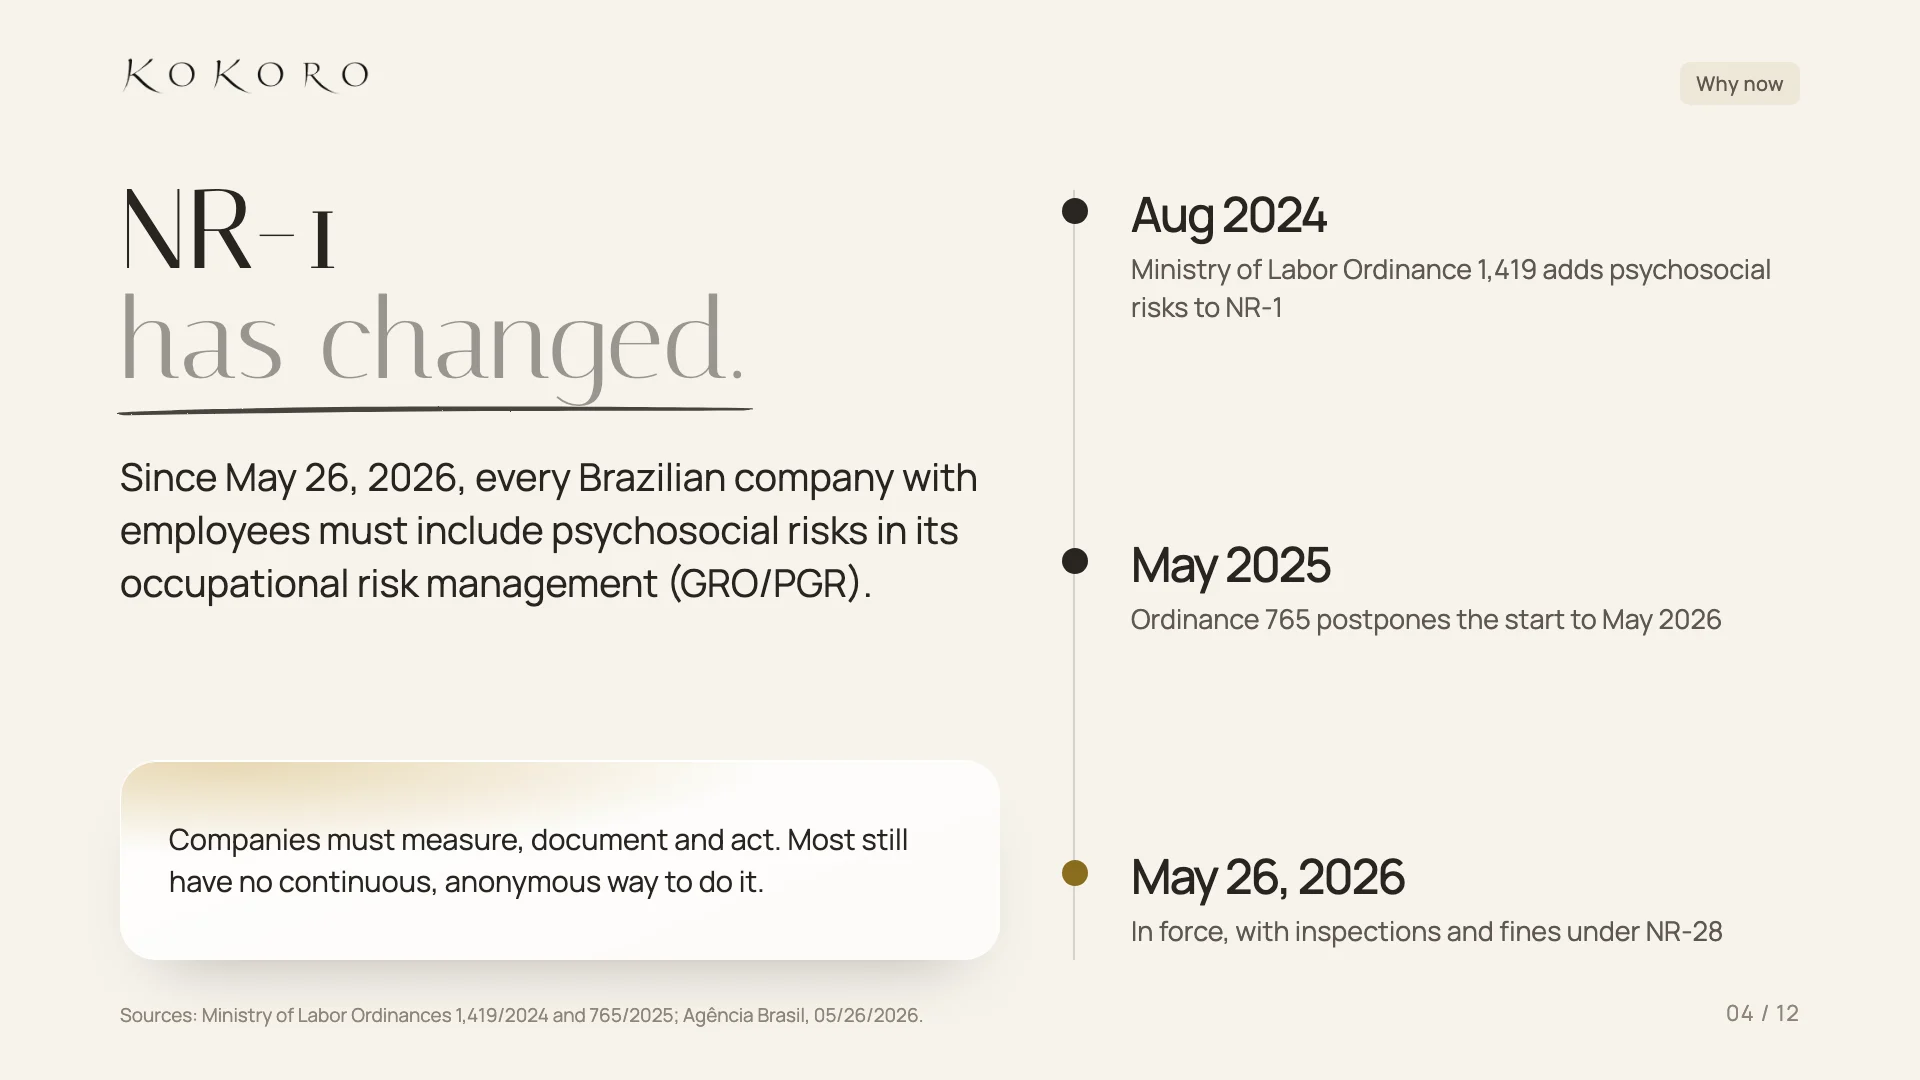 KOKORO
Why now
NR-1
has changed.
Since May 26, 2026, every Brazilian company with
employees must include psychosocial risks in its
occupational risk management (GRO/PGR).
Companies must measure, document and act. Most still
have no continuous, anonymous way to do it.
Aug 2024
Ministry of Labor Ordinance 1,419 adds psychosocial
risks to NR-1
May 2025
Ordinance 765 postpones the start to May 2026
May 26, 2026
In force, with inspections and fines under NR-28
Sources: Ministry of Labor Ordinances 1,419/2024 and 765/2025; Agência Brasil, 05/26/2026.
04 / 12